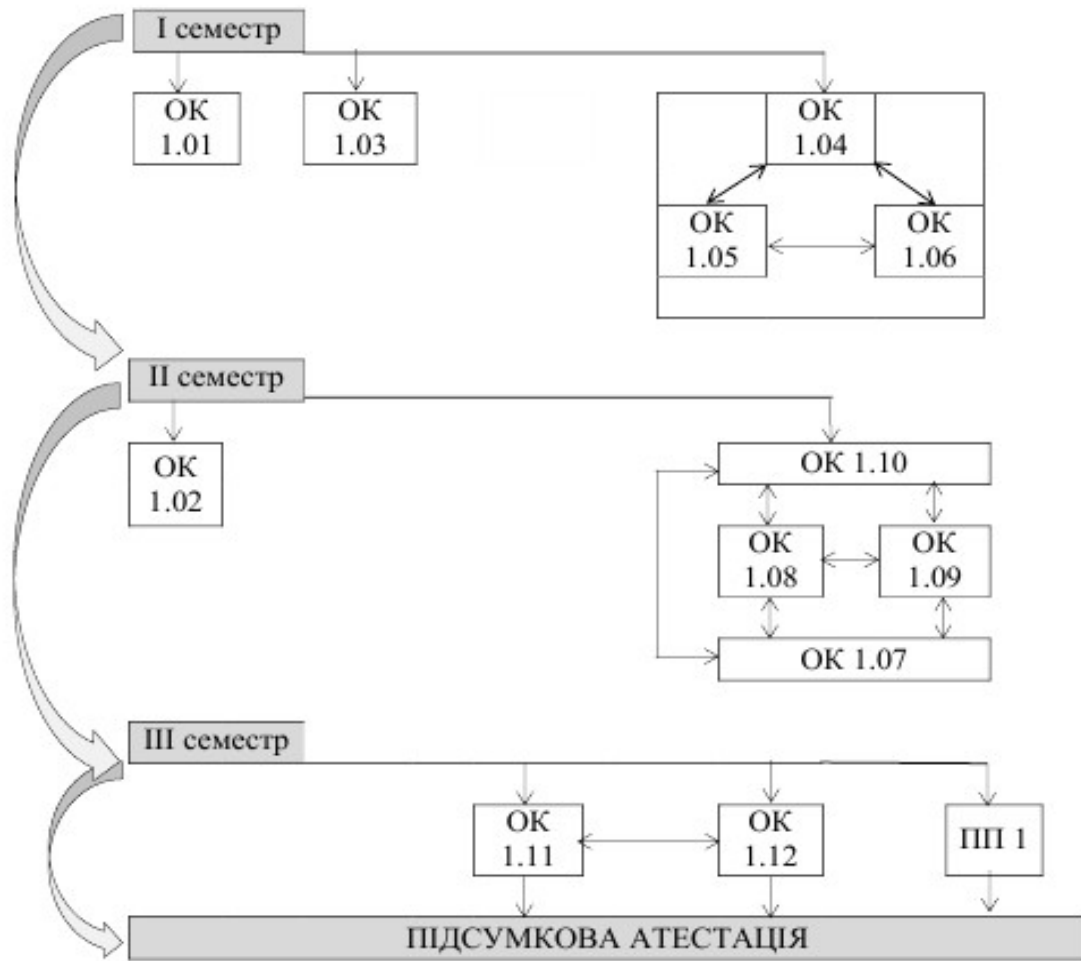 І семестр
ОК
1.01
ОК
1.03
ОК
1.04
ОК
1.05
ОК
1.06
ІІ семестр
ОК
1.02
ОК 1.10
ОК
1.08
ОК
1.09
ОК 1.07
ІІІ семестр
ОК
1.11
ОК
1.12
ПП 1
ПІДСУМКОВА АТЕСТАЦІЯ